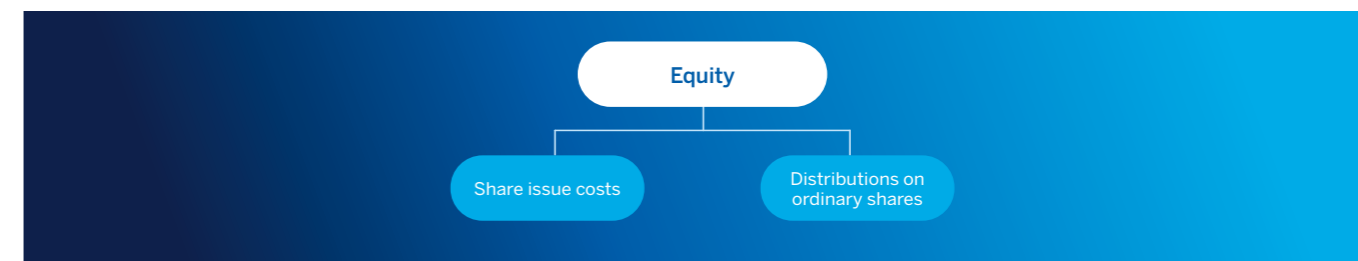 Equity
Share issue costs
Distributions on
ordinary shares